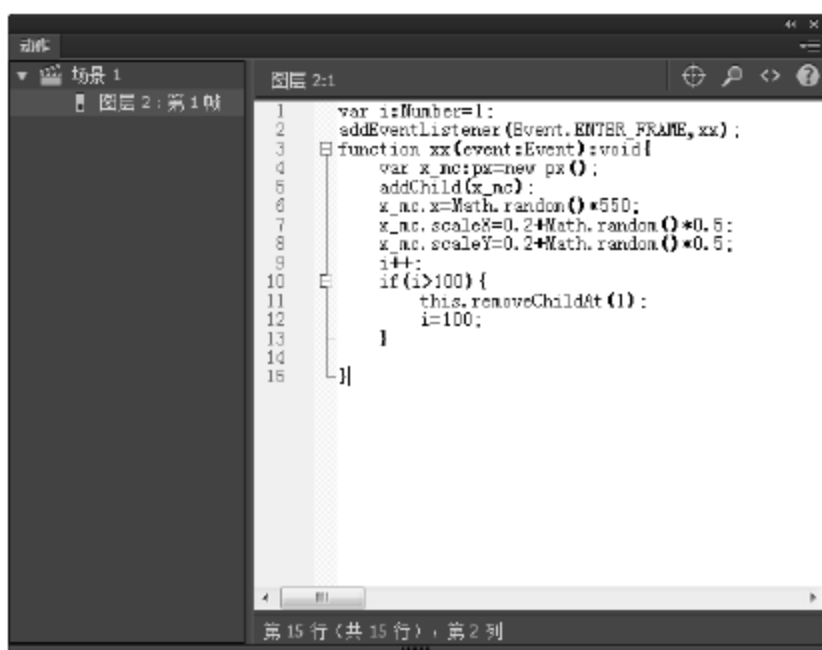 动作
场景 1
图层 2:第 1 帧
图层 2:1
1 var i:Number=1;
2 addEventListener(Event.ENTER_FRAME,xx);
3 function xx(event:Event):void{
4 var x_mc:px=new px();
5 addChild(x_mc);
6 x_mc.x=Math.random()*550;
7 x_mc.scaleX=0.2+Math.random()*0.5;
8 x_mc.scaleY=0.2+Math.random()*0.5;
9 i++;
10 if(i>100){
11 this.removeChildAt(1);
12 i=100;
13 }
14
15 }
第 15 行(共 15 行),第 2 列